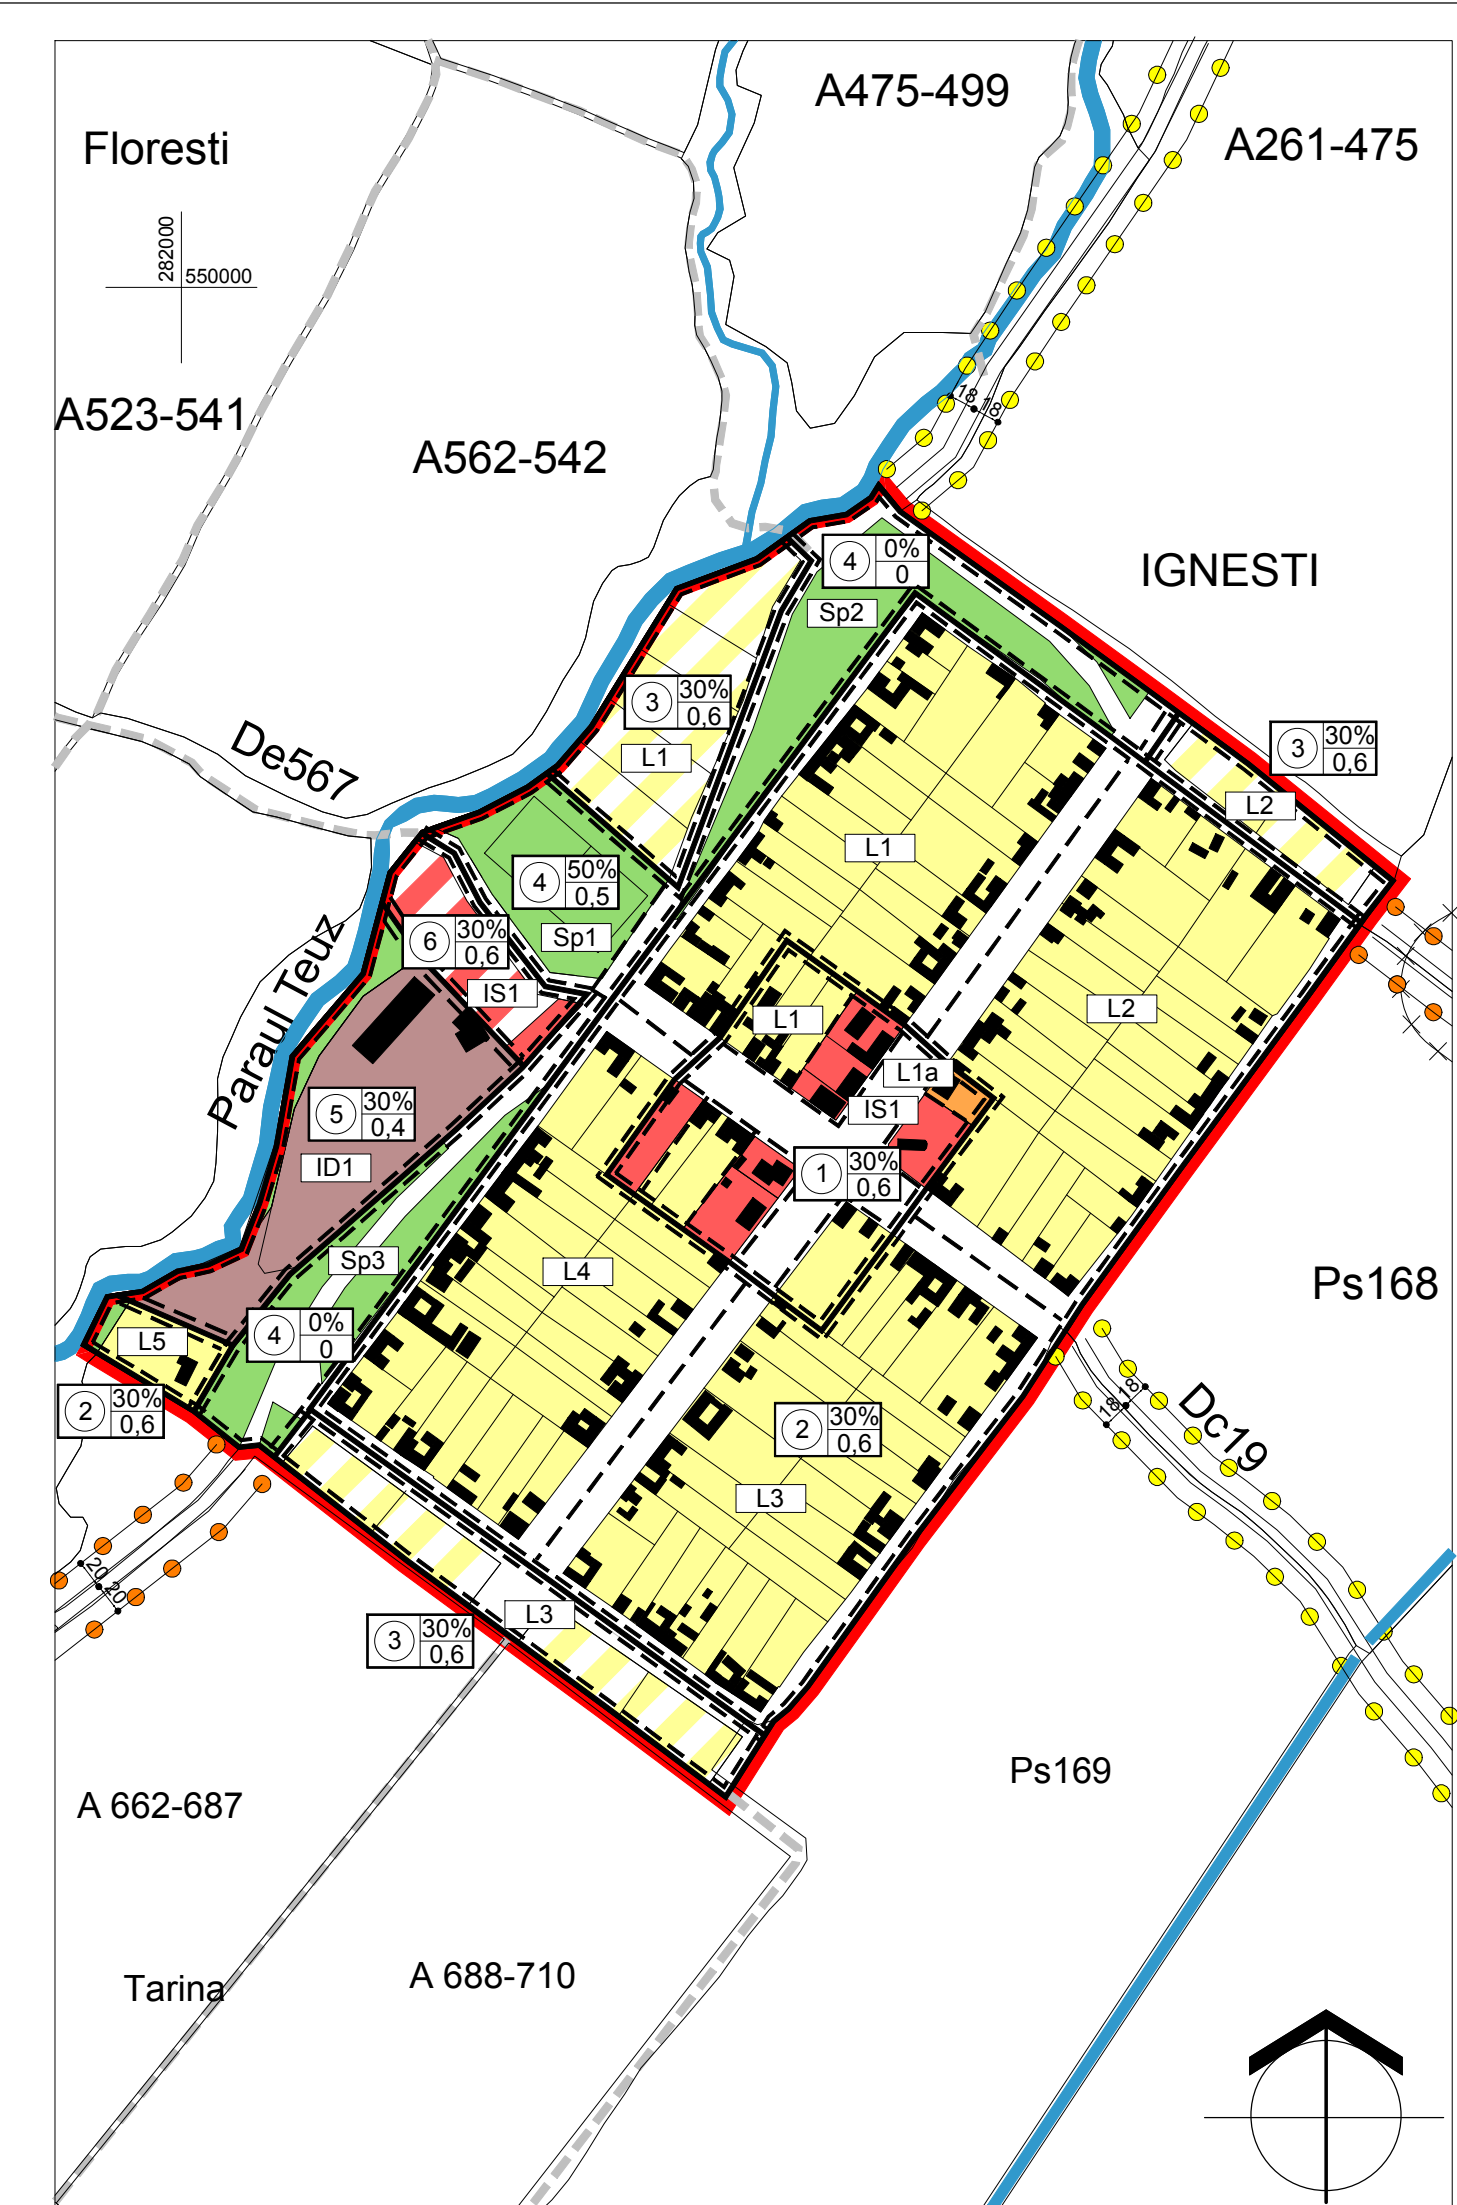 A475-499
Floresti
A261-475
282000
550000
A523-541
A562-542
18
18
4
0%
0
IGNESTI
Sp2
3
30%
0,6
L1
De567
3
30%
0,6
L2
L1
4
50%
0,5
Sp1
6
30%
0,6
IS1
Paraul Teuz
L1
L2
L1a
IS1
5
30%
0,4
ID1
1
30%
0,6
Sp3
L4
Ps168
4
0%
0
L5
2
30%
0,6
18
18
Dc19
2
30%
0,6
L3
20
20
L3
3
30%
0,6
Ps169
A 662-687
A 688-710
Tarina